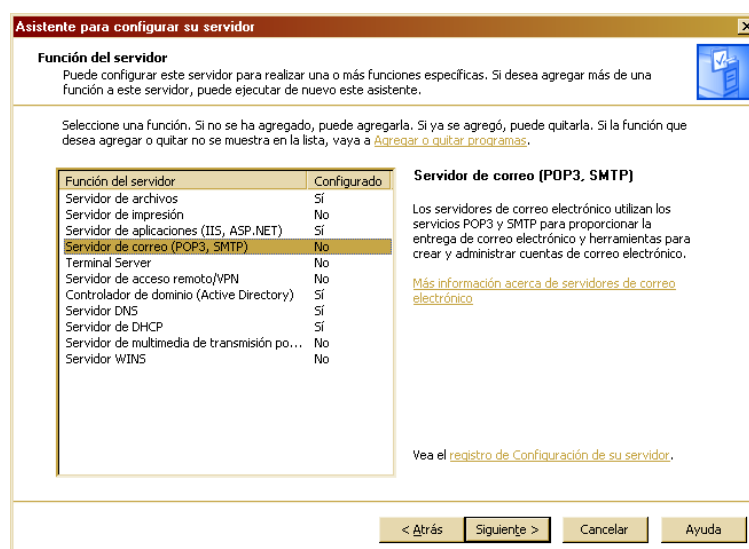 Asistente para configurar su servidor
Función del servidor
Puede configurar este servidor para realizar una o más funciones específicas. Si desea agregar más de una
función a este servidor, puede ejecutar de nuevo este asistente.
Seleccione una función. Si no se ha agregado, puede agregarla. Si ya se agregó, puede quitarla. Si la función que
desea agregar o quitar no se muestra en la lista, vaya a Agregar o quitar programas.
Función del servidor Configurado
Servidor de archivos Sí
Servidor de impresión No
Servidor de aplicaciones (IIS, ASP.NET) Sí
Servidor de correo (POP3, SMTP) No
Terminal Server No
Servidor de acceso remoto/VPN No
Controlador de dominio (Active Directory) Sí
Servidor DNS Sí
Servidor de DHCP Sí
Servidor de multimedia de transmisión po... No
Servidor WINS No
Servidor de correo (POP3, SMTP)
Los servidores de correo electrónico utilizan los
servicios POP3 y SMTP para proporcionar la
entrega de correo electrónico y herramientas para
crear y administrar cuentas de correo electrónico.
Más información acerca de servidores de correo
electrónico
Vea el registro de Configuración de su servidor.
< Atrás Siguiente > Cancelar Ayuda